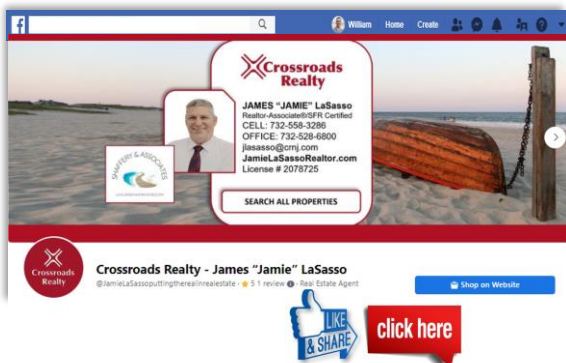 f
William Home Create
Crossroads
Realty
JAMES "JAMIE" LaSasso
Realtor-Associate®/SFR Certified
CELL: 732-558-3286
OFFICE: 732-528-6800
jlasasso@crnj.com
JamieLaSassoRealtor.com
License # 2078725
SHAFFERY & ASSOCIATES
SEARCH ALL PROPERTIES
Crossroads
Realty
Crossroads Realty - James "Jamie" LaSasso
@JamieLaSassoputtingtherealinrealestate · 5 1 review · Real Estate Agent
Shop on Website
LIKE
& SHARE
click here